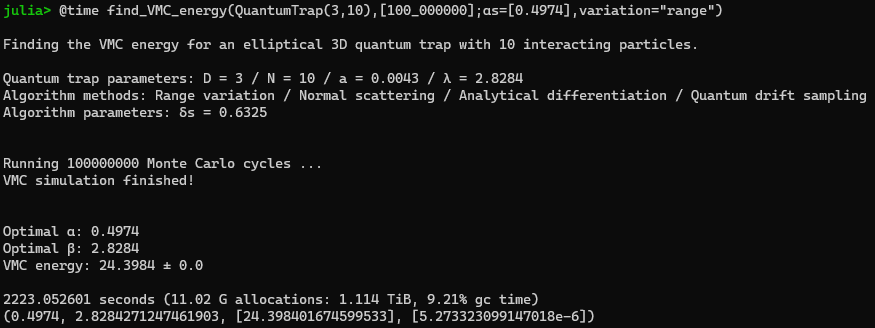 julia> @time find_VMC_energy(QuantumTrap(3,10),[100_000000];αs=[0.4974],variation="range")
Finding the VMC energy for an elliptical 3D quantum trap with 10 interacting particles.
Quantum trap parameters: D = 3 / N = 10 / a = 0.0043 / λ = 2.8284
Algorithm methods: Range variation / Normal scattering / Analytical differentiation / Quantum drift sampling
Algorithm parameters: δs = 0.6325
Running 100000000 Monte Carlo cycles ...
VMC simulation finished!
Optimal α: 0.4974
Optimal β: 2.8284
VMC energy: 24.3984 ± 0.0
2223.052601 seconds (11.02 G allocations: 1.114 TiB, 9.21% gc time)
(0.4974, 2.8284271247461903, [24.398401674599533], [5.273323099147018e-6])